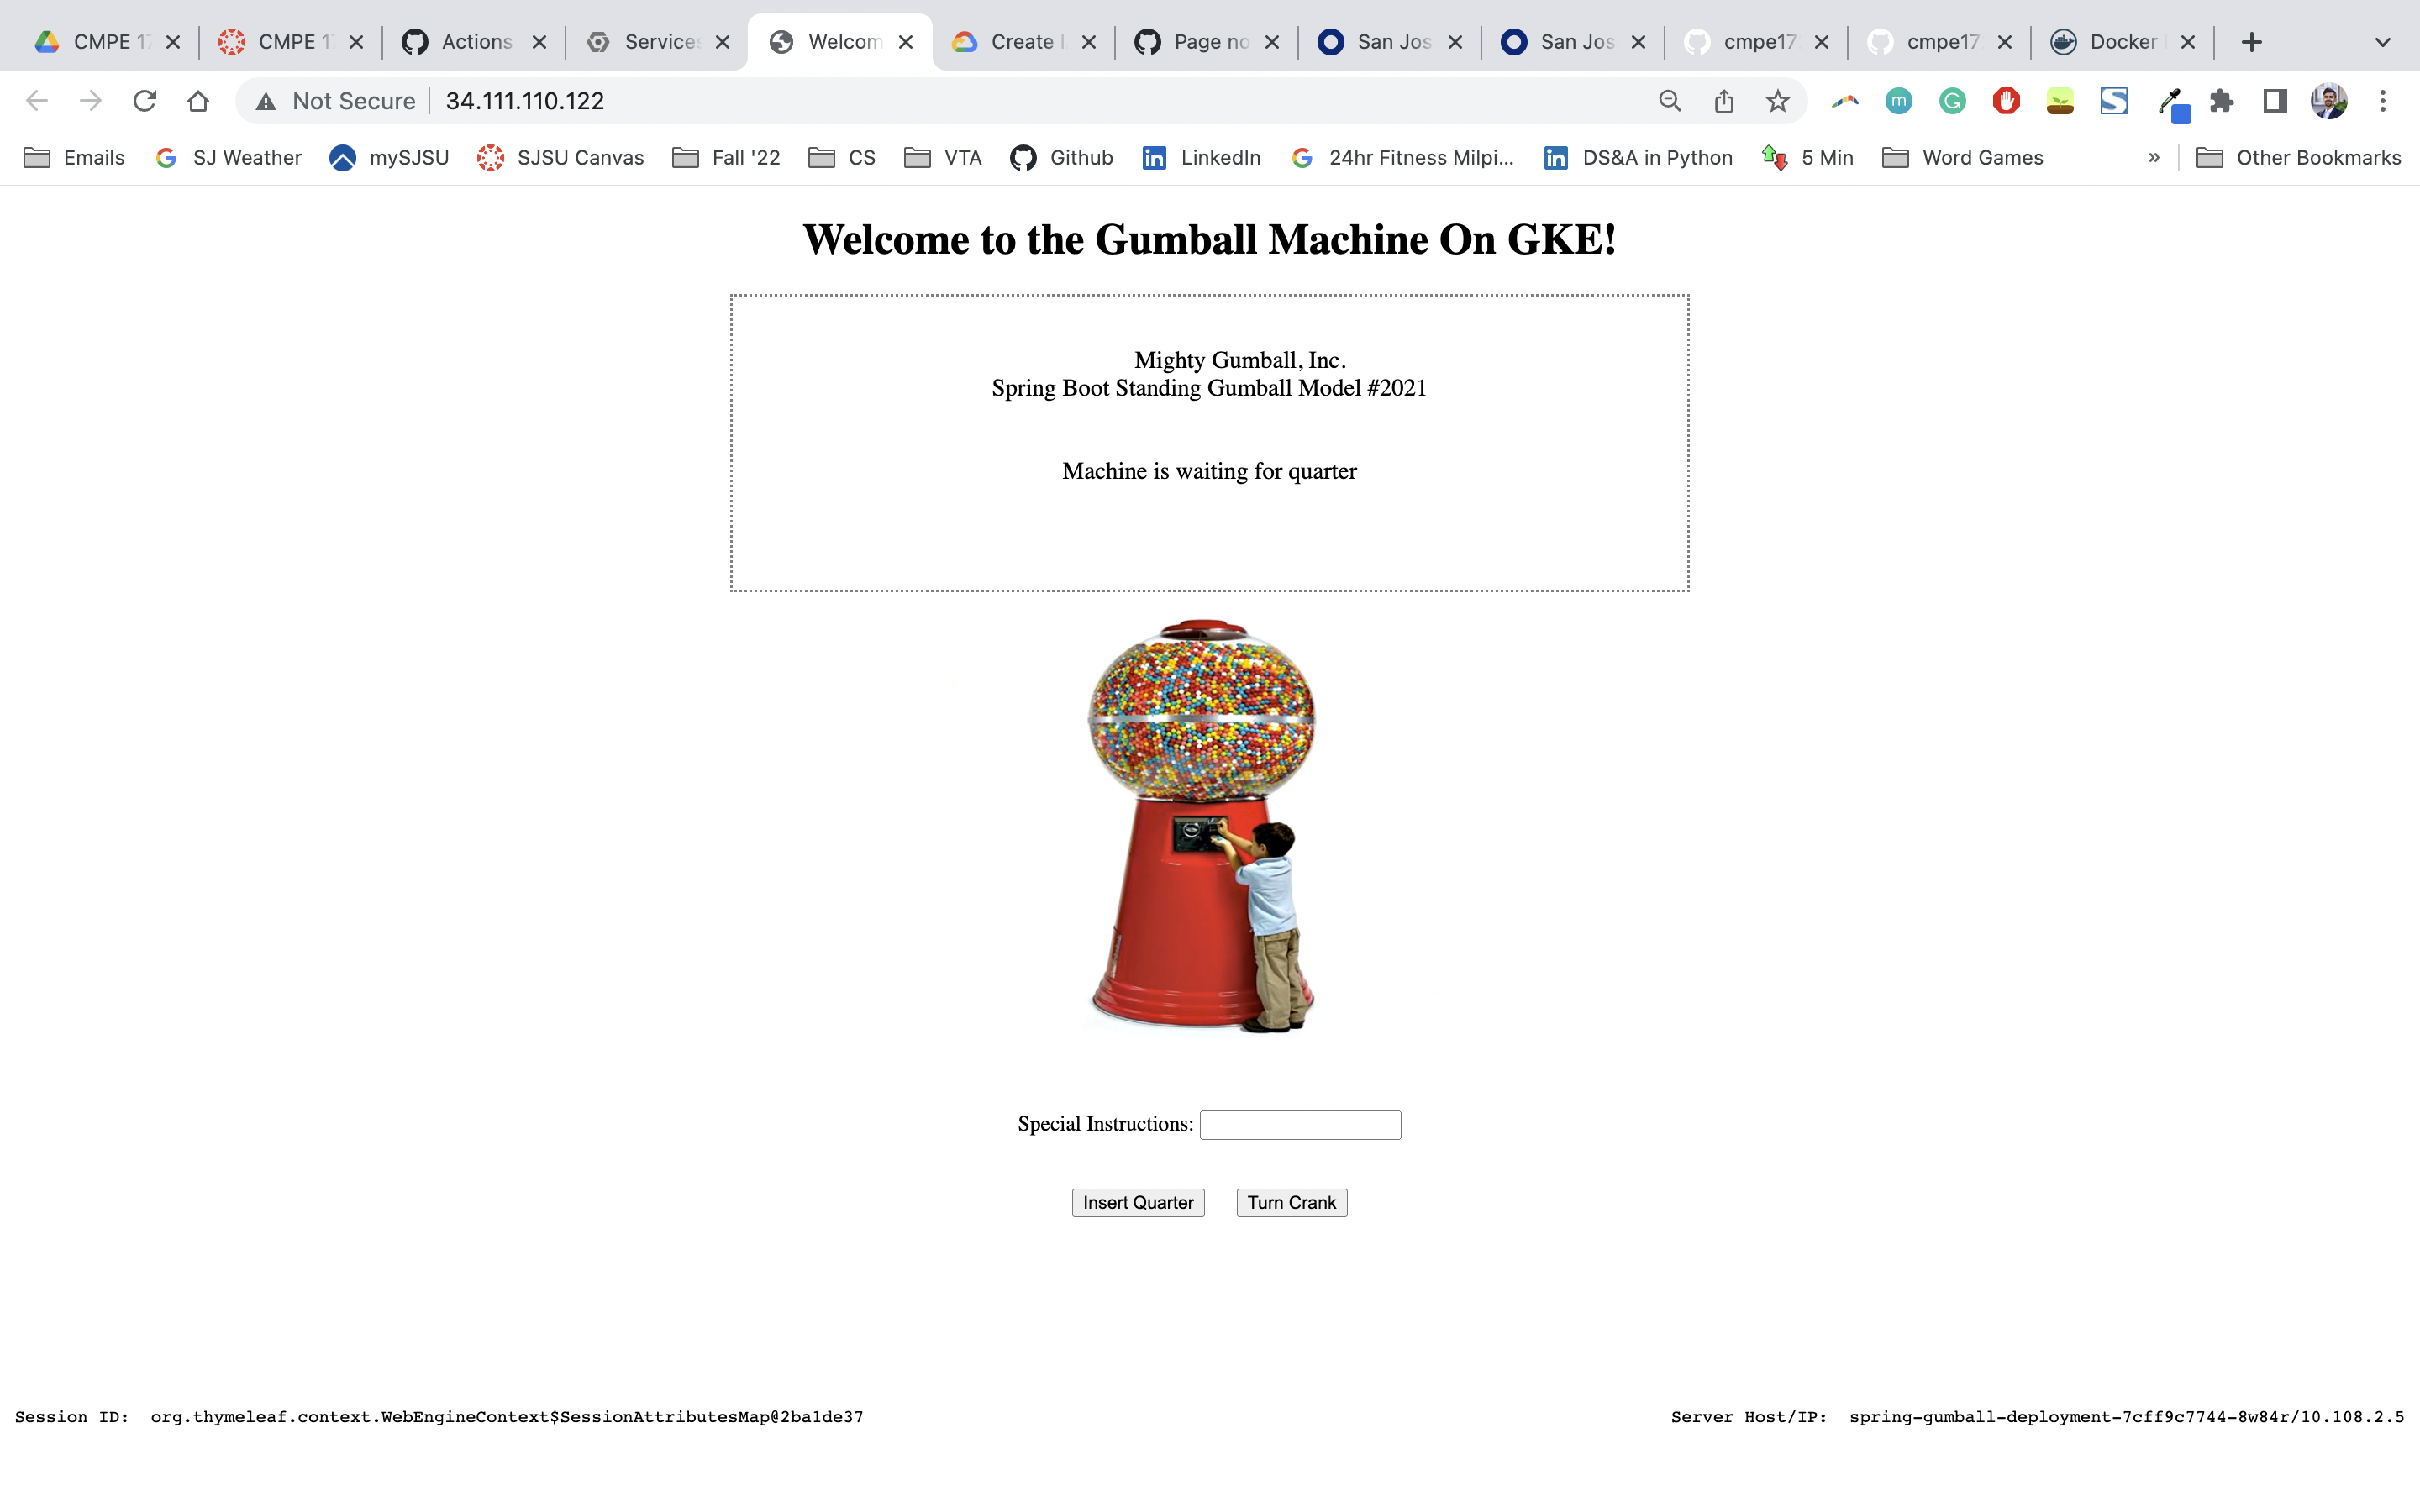 CMPE 17
CMPE 17
Actions
Services
Welcom
Create I
Page no
San Jos
San Jos
cmpe17
cmpe17
Docker
Not Secure
34.111.110.122
Emails
SJ Weather
mySJSU
SJSU Canvas
Fall '22
CS
VTA
Github
LinkedIn
24hr Fitness Milpi...
DS&A in Python
5 Min
Word Games
»
Other Bookmarks
Welcome to the Gumball Machine On GKE!
Mighty Gumball, Inc.
Spring Boot Standing Gumball Model #2021
Machine is waiting for quarter
Special Instructions:
Insert Quarter
Turn Crank
Session ID: org.thymeleaf.context.WebEngineContext$SessionAttributesMap@2ba1de37
Server Host/IP: spring-gumball-deployment-7cff9c7744-8w84r/10.108.2.5